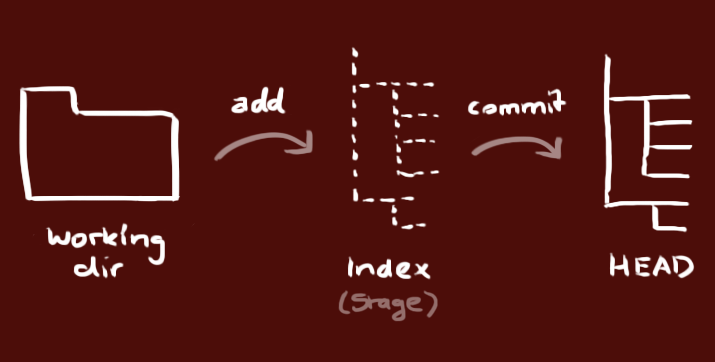 add
commit
working
dir
Index
(Stage)
HEAD